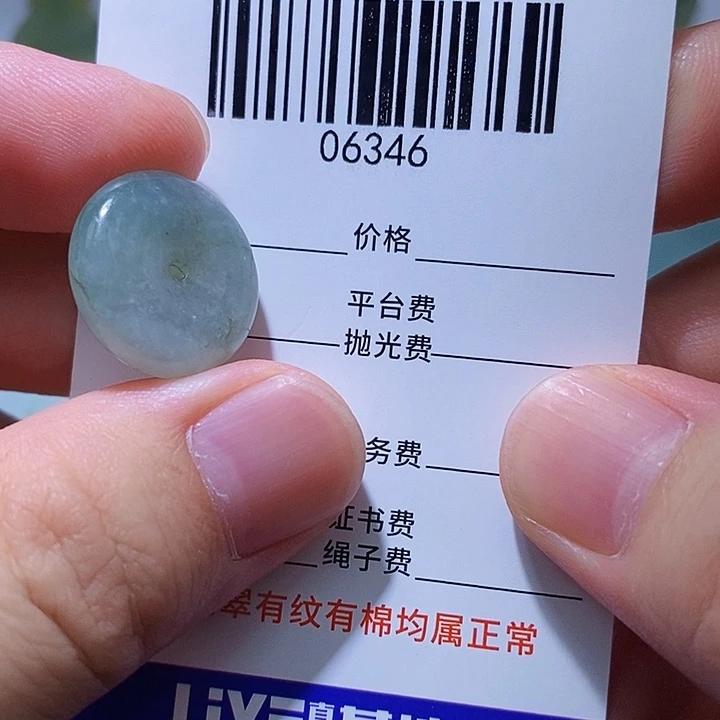 06346
价格
平台费
抛光费
务费
证书费
绳子费
翠有纹有棉均属正常